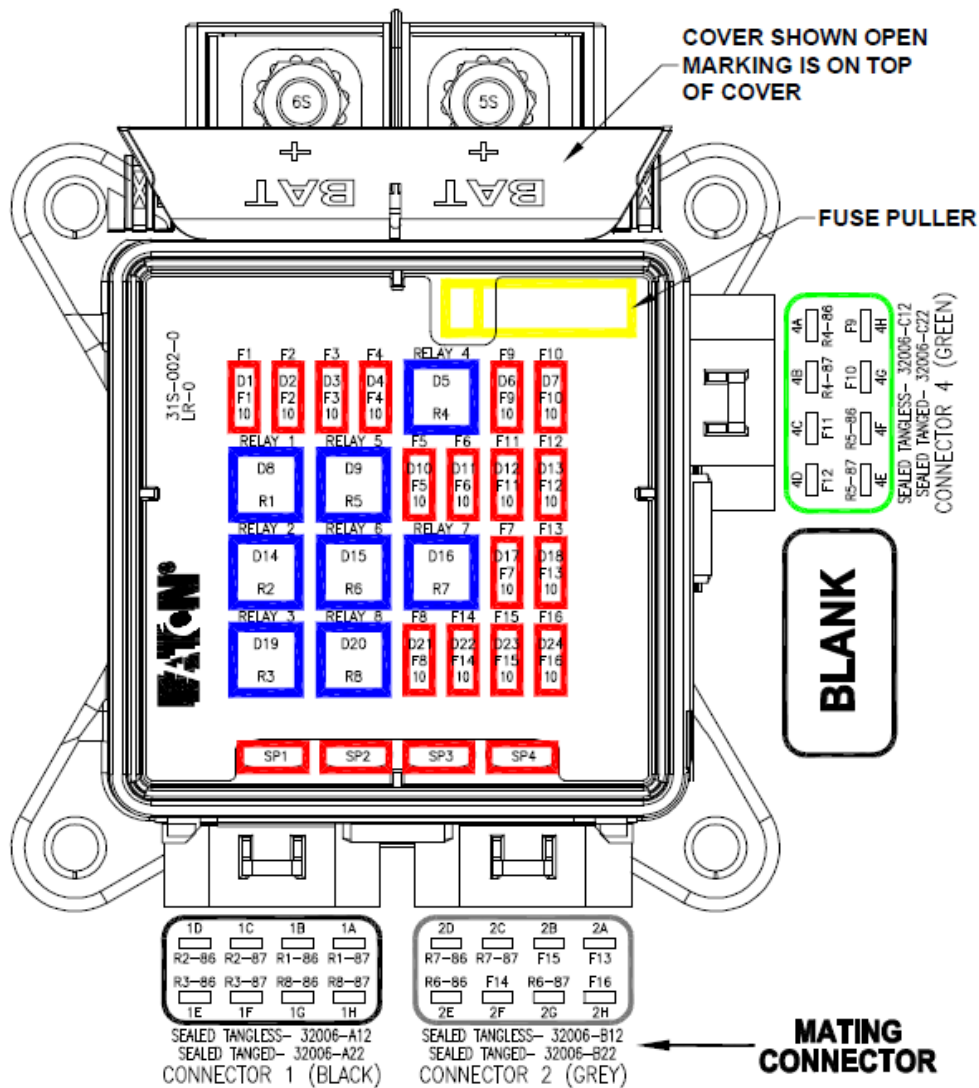 COVER SHOWN OPEN
MARKING IS ON TOP
OF COVER
6S
5S
+
+
BAT
BAT
FUSE PULLER
31S-002-0
LR-0
F1 F2 F3 F4 RELAY 4 F9 F10
D1 D2 D3 D4 D5 D6 D7
F1 F2 F3 F4 R4 F9 F10
10 10 10 10 10 10
RELAY 1 RELAY 5 F5 F6 F11 F12
D8 D9 D10 D11 D12 D13
R1 R5 F5 F6 F11 F12
10 10 10 10
RELAY 2 RELAY 6 RELAY 7 F7 F13
D14 D15 D16 D17 D18
R2 R6 R7 F7 F13
10 10
RELAY 3 RELAY 8 F8 F14 F15 F16
D19 D20 D21 D22 D23 D24
R3 R8 F8 F14 F15 F16
10 10 10 10
EATON®
SP1 SP2 SP3 SP4
4A R4-86 F9 4H
4B R4-87 F10 4G
4C F11 R5-86 4F
4D F12 R5-87 4E
SEALED TANGLESS- 32006-C12
SEALED TANGED- 32006-C22
CONNECTOR 4 (GREEN)
BLANK
1D 1C 1B 1A
R2-86 R2-87 R1-86 R1-87
R3-86 R3-87 R8-86 R8-87
1E 1F 1G 1H
SEALED TANGLESS- 32006-A12
SEALED TANGED- 32006-A22
CONNECTOR 1 (BLACK)
2D 2C 2B 2A
R7-86 R7-87 F15 F13
R6-86 F14 R6-87 F16
2E 2F 2G 2H
SEALED TANGLESS- 32006-B12
SEALED TANGED- 32006-B22
CONNECTOR 2 (GREY)
MATING
CONNECTOR